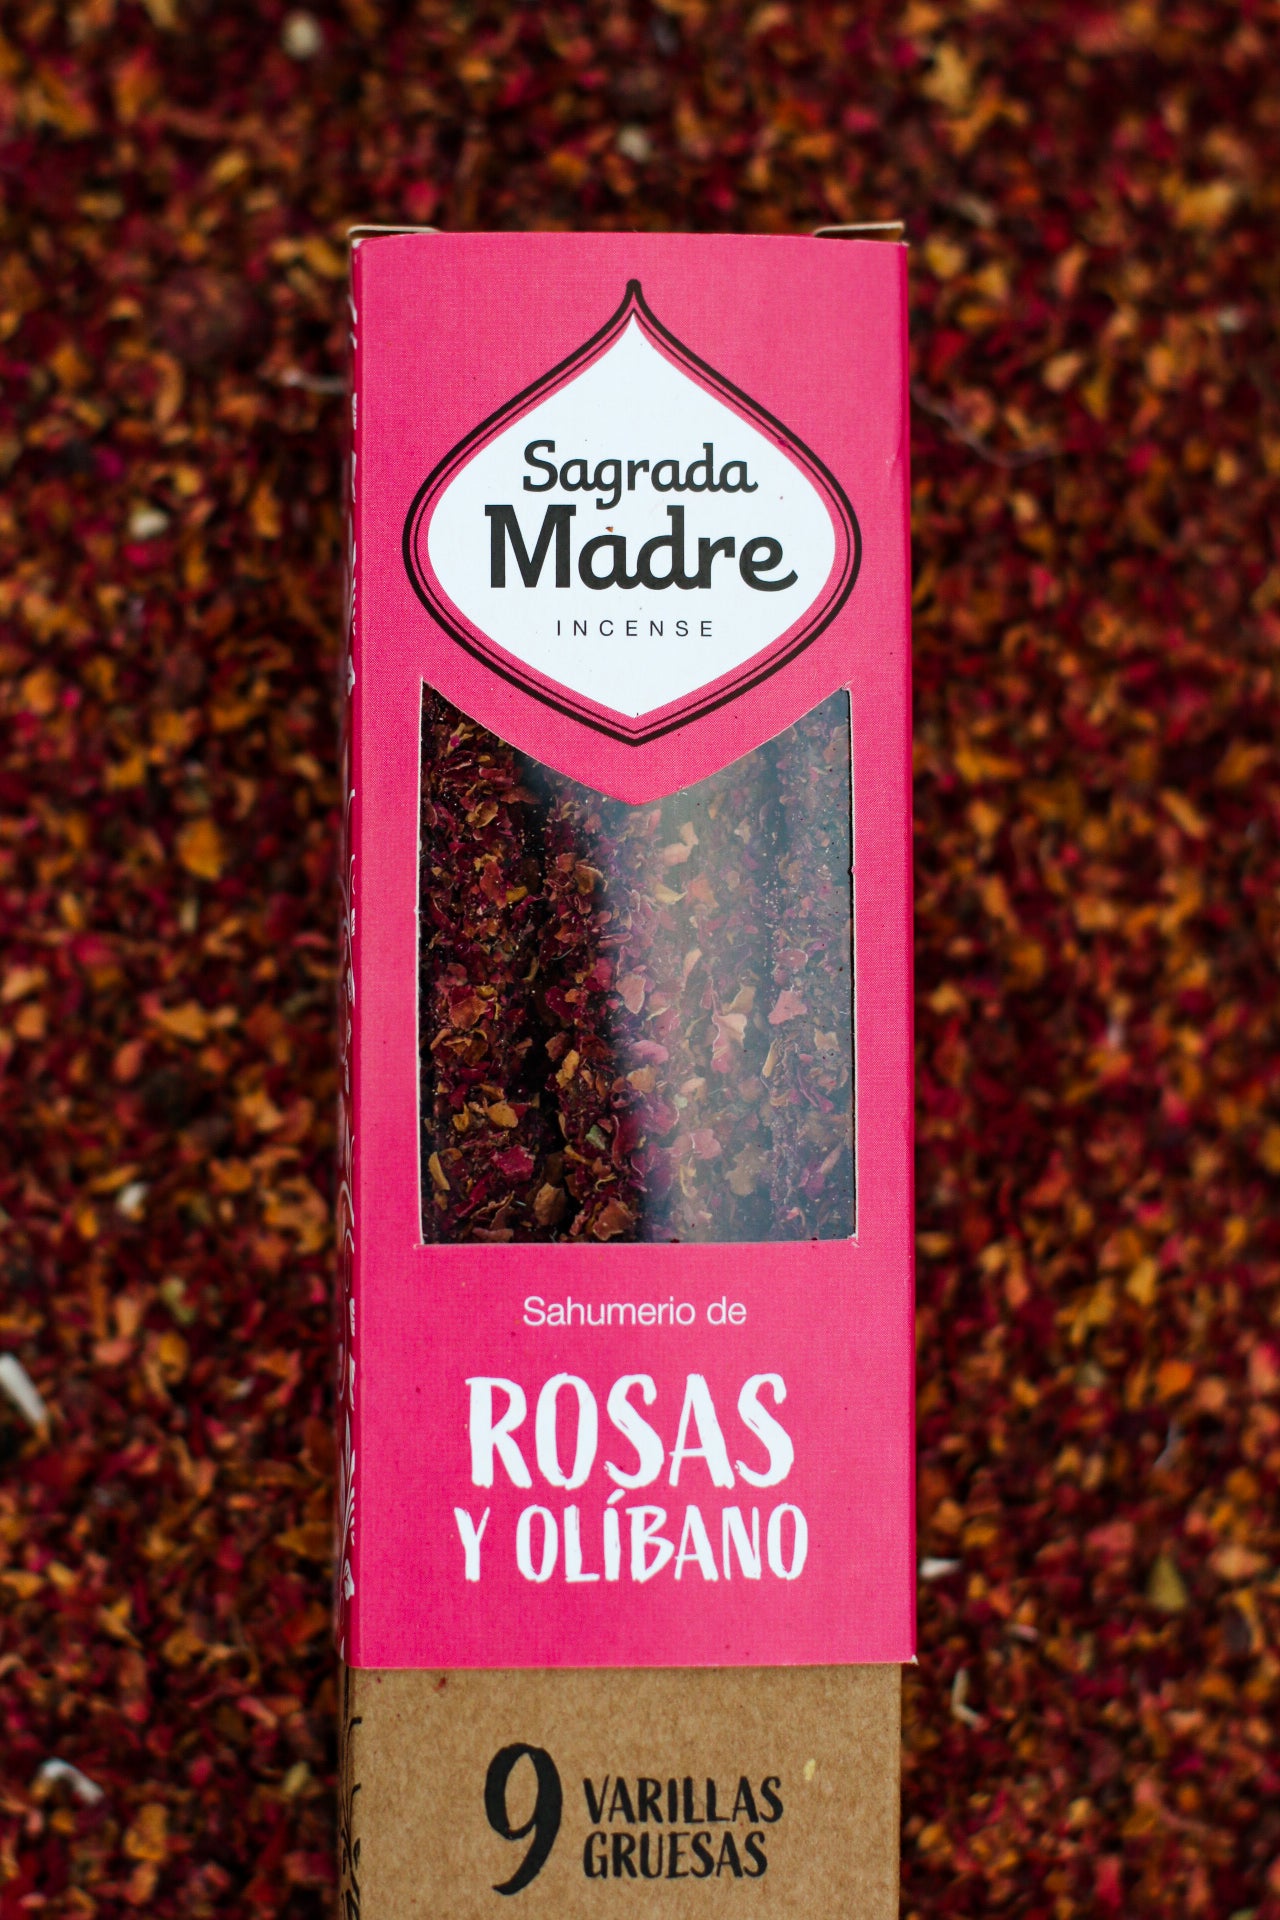 Sagrada
Madre
INCENSE
Sahumerio de
ROSAS
Y OLÍBANO
9 VARILLAS
GRUESAS